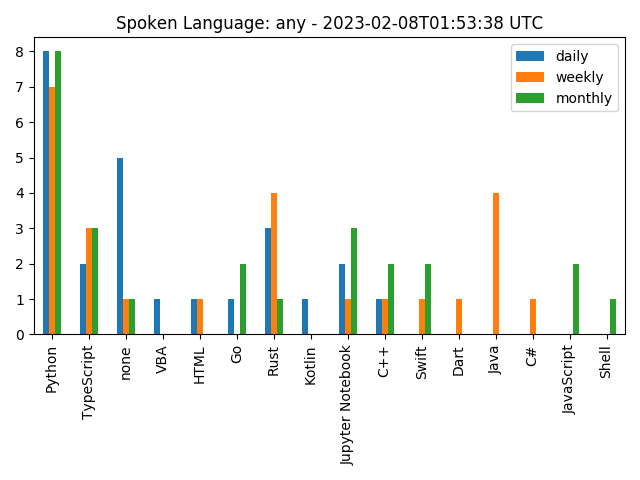 Spoken Language: any - 2023-02-08T01:53:38 UTC
daily
weekly
monthly
8
7
6
5
4
3
2
1
0
Python
TypeScript
none
VBA
HTML
Go
Rust
Kotlin
Jupyter Notebook
C++
Swift
Dart
Java
C#
JavaScript
Shell